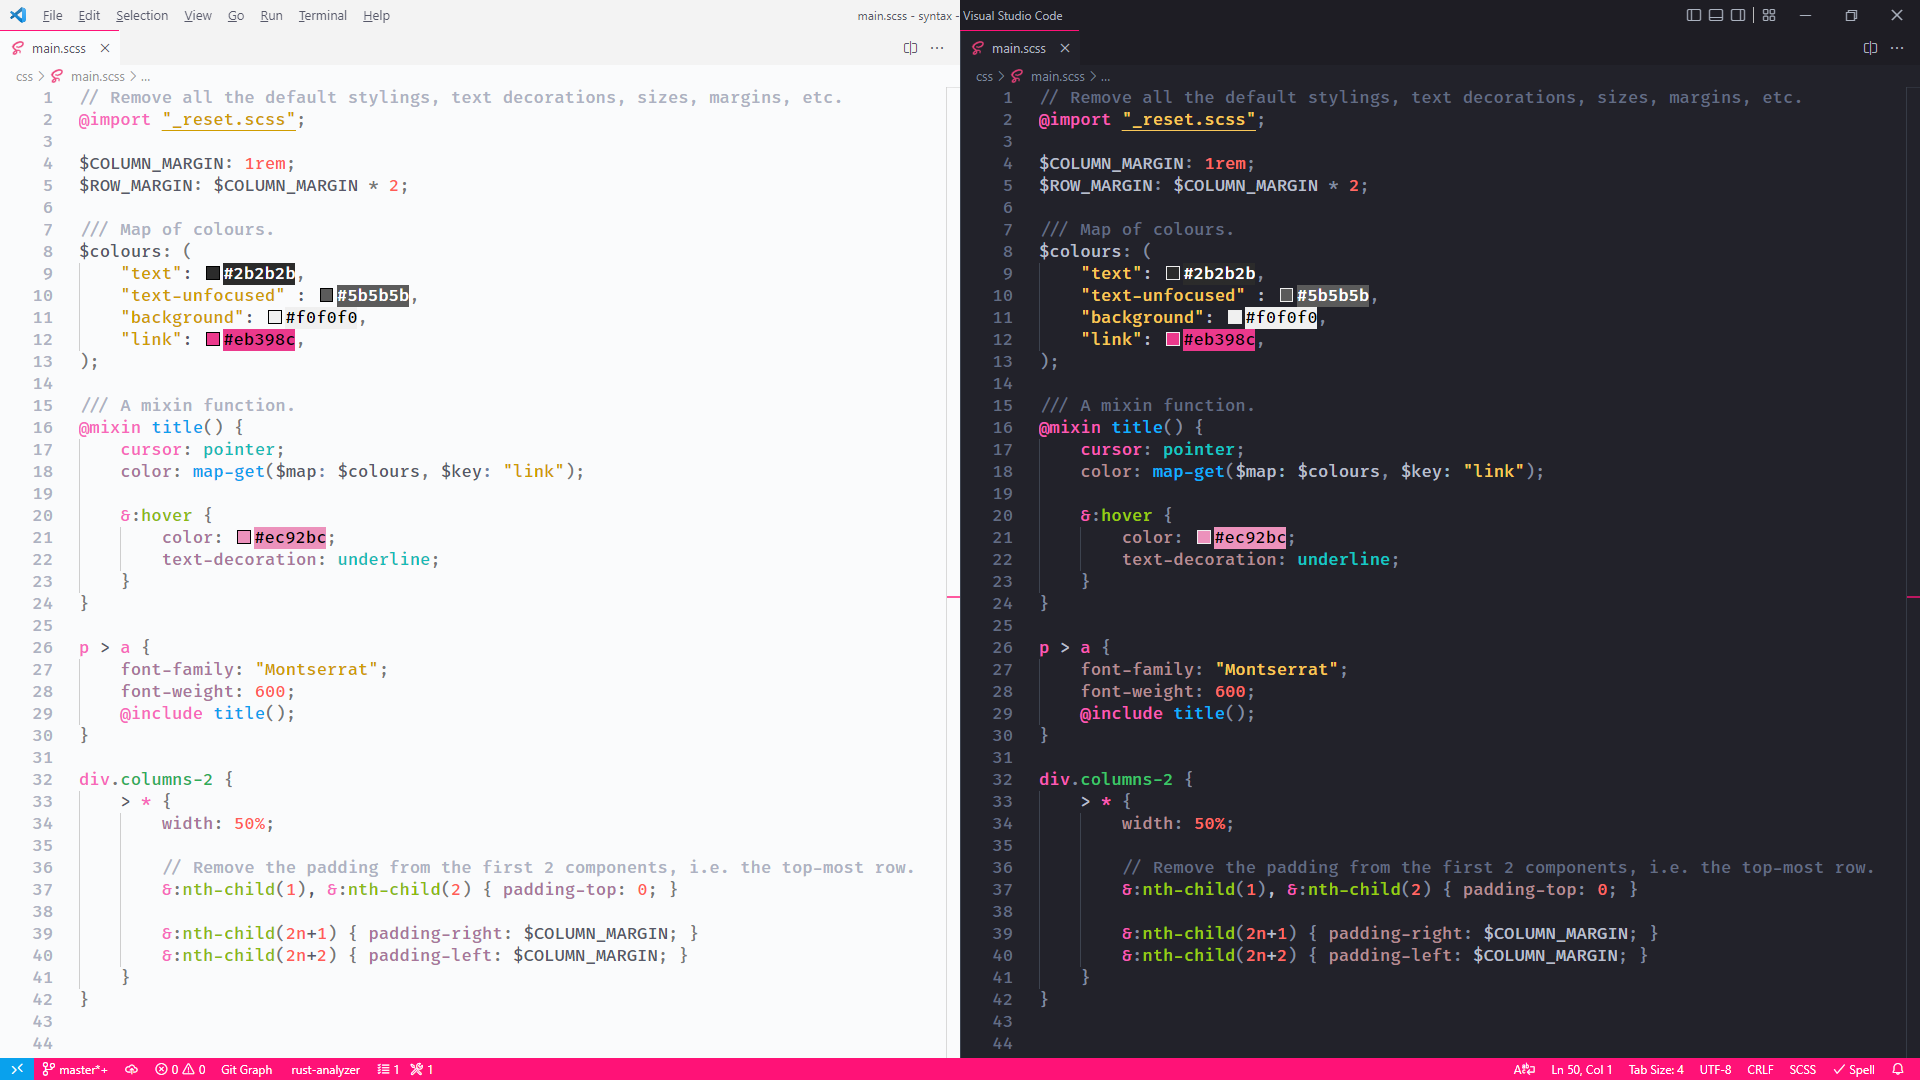 File Edit Selection View Go Run Terminal Help main.scss - syntax - Visual Studio Code
main.scss
css > main.scss > ...
1 // Remove all the default stylings, text decorations, sizes, margins, etc.
2 @import "_reset.scss";
3
4 $COLUMN_MARGIN: 1rem;
5 $ROW_MARGIN: $COLUMN_MARGIN * 2;
6
7 /// Map of colours.
8 $colours: (
9 "text": #2b2b2b,
10 "text-unfocused" : #5b5b5b,
11 "background": #f0f0f0,
12 "link": #eb398c,
13 );
14
15 /// A mixin function.
16 @mixin title() {
17 cursor: pointer;
18 color: map-get($map: $colours, $key: "link");
19
20 &:hover {
21 color: #ec92bc;
22 text-decoration: underline;
23 }
24 }
25
26 p > a {
27 font-family: "Montserrat";
28 font-weight: 600;
29 @include title();
30 }
31
32 div.columns-2 {
33 > * {
34 width: 50%;
35
36 // Remove the padding from the first 2 components, i.e. the top-most row.
37 &:nth-child(1), &:nth-child(2) { padding-top: 0; }
38
39 &:nth-child(2n+1) { padding-right: $COLUMN_MARGIN; }
40 &:nth-child(2n+2) { padding-left: $COLUMN_MARGIN; }
41 }
42 }
43
44
main.scss
css > main.scss > ...
1 // Remove all the default stylings, text decorations, sizes, margins, etc.
2 @import "_reset.scss";
3
4 $COLUMN_MARGIN: 1rem;
5 $ROW_MARGIN: $COLUMN_MARGIN * 2;
6
7 /// Map of colours.
8 $colours: (
9 "text": #2b2b2b,
10 "text-unfocused" : #5b5b5b,
11 "background": #f0f0f0,
12 "link": #eb398c,
13 );
14
15 /// A mixin function.
16 @mixin title() {
17 cursor: pointer;
18 color: map-get($map: $colours, $key: "link");
19
20 &:hover {
21 color: #ec92bc;
22 text-decoration: underline;
23 }
24 }
25
26 p > a {
27 font-family: "Montserrat";
28 font-weight: 600;
29 @include title();
30 }
31
32 div.columns-2 {
33 > * {
34 width: 50%;
35
36 // Remove the padding from the first 2 components, i.e. the top-most row.
37 &:nth-child(1), &:nth-child(2) { padding-top: 0; }
38
39 &:nth-child(2n+1) { padding-right: $COLUMN_MARGIN; }
40 &:nth-child(2n+2) { padding-left: $COLUMN_MARGIN; }
41 }
42 }
43
44
master*+ 0 0 Git Graph rust-analyzer 1 1 Ln 50, Col 1 Tab Size: 4 UTF-8 CRLF SCSS Spell